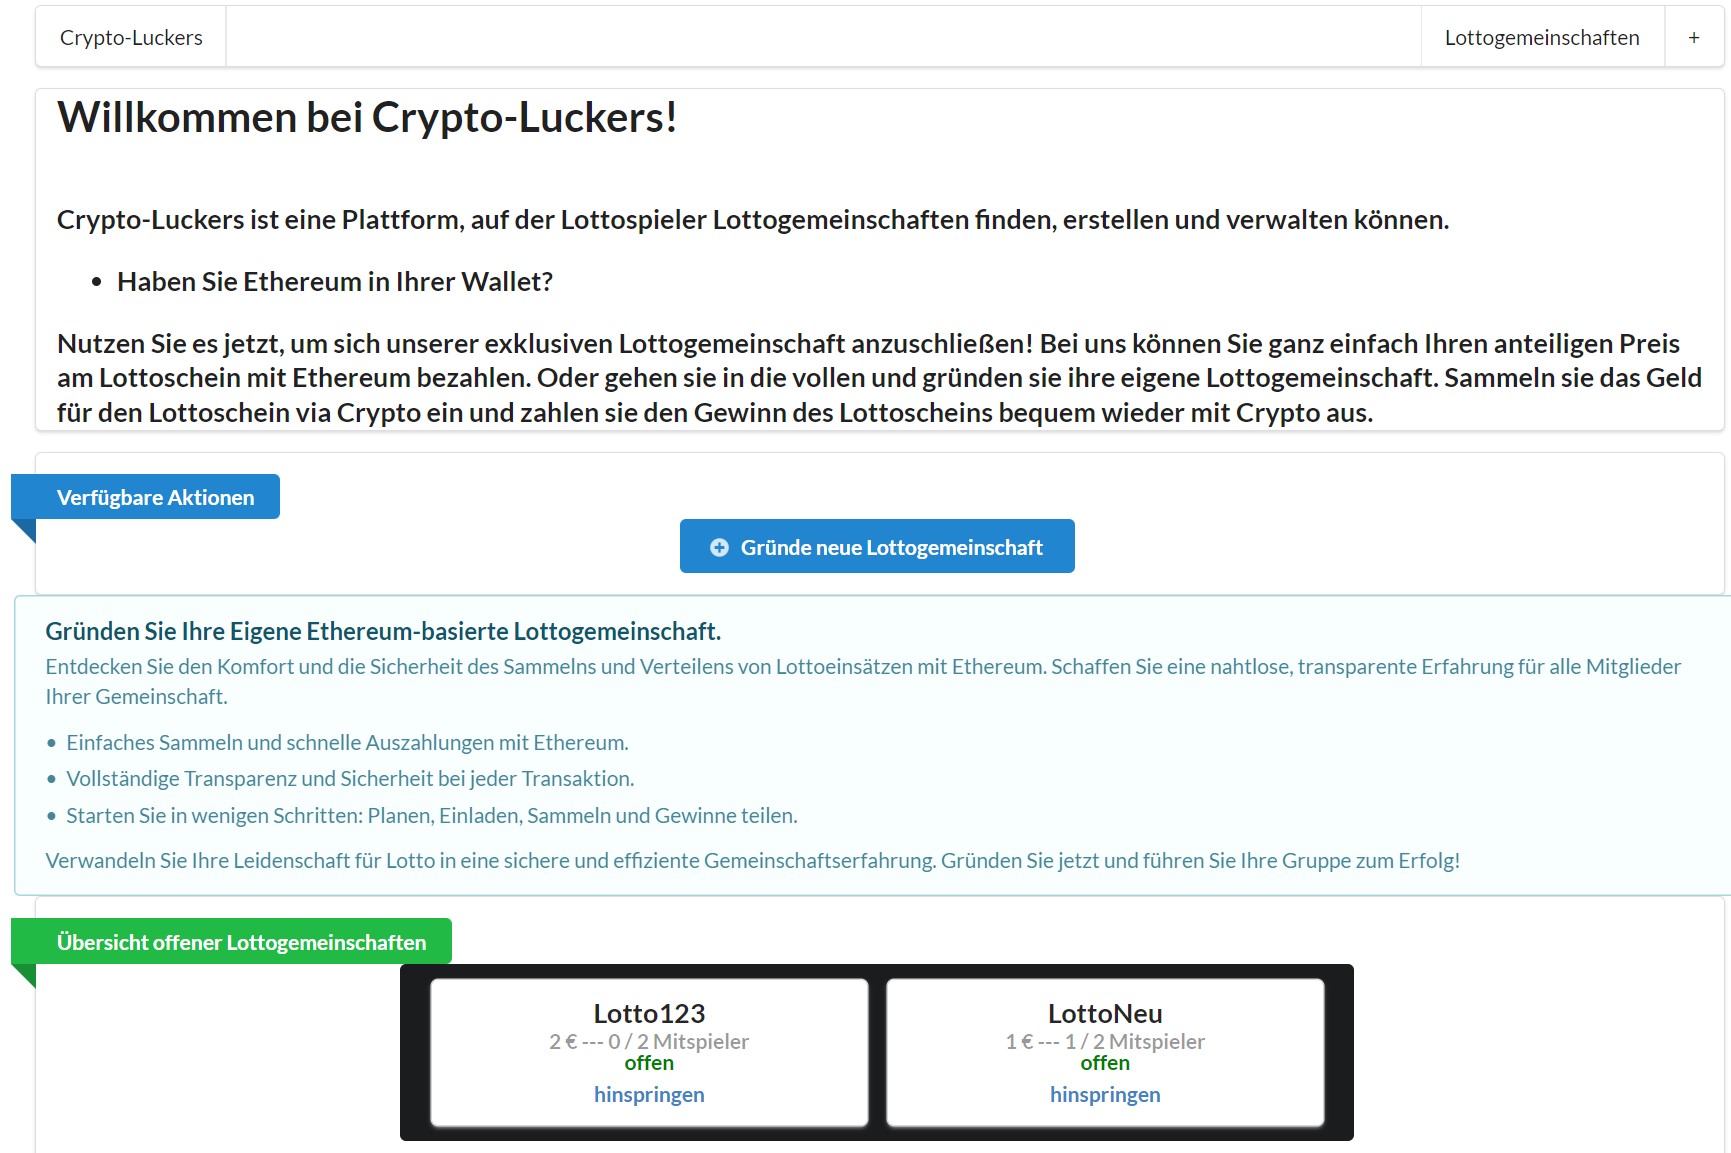 Crypto-Luckers
Lottogemeinschaften
+
Willkommen bei Crypto-Luckers!
Crypto-Luckers ist eine Plattform, auf der Lottospieler Lottogemeinschaften finden, erstellen und verwalten können.
• Haben Sie Ethereum in Ihrer Wallet?
Nutzen Sie es jetzt, um sich unserer exklusiven Lottogemeinschaft anzuschließen! Bei uns können Sie ganz einfach Ihren anteiligen Preis
am Lottoschein mit Ethereum bezahlen. Oder gehen sie in die vollen und gründen sie ihre eigene Lottogemeinschaft. Sammeln sie das Geld
für den Lottoschein via Crypto ein und zahlen sie den Gewinn des Lottoscheins bequem wieder mit Crypto aus.
Verfügbare Aktionen
Gründe neue Lottogemeinschaft
Gründen Sie Ihre Eigene Ethereum-basierte Lottogemeinschaft.
Entdecken Sie den Komfort und die Sicherheit des Sammelns und Verteilens von Lottoeinsätzen mit Ethereum. Schaffen Sie eine nahtlose, transparente Erfahrung für alle Mitglieder
Ihrer Gemeinschaft.
• Einfaches Sammeln und schnelle Auszahlungen mit Ethereum.
• Vollständige Transparenz und Sicherheit bei jeder Transaktion.
• Starten Sie in wenigen Schritten: Planen, Einladen, Sammeln und Gewinne teilen.
Verwandeln Sie Ihre Leidenschaft für Lotto in eine sichere und effiziente Gemeinschaftserfahrung. Gründen Sie jetzt und führen Sie Ihre Gruppe zum Erfolg!
Übersicht offener Lottogemeinschaften
Lotto123
2 € --- 0 / 2 Mitspieler
offen
hinspringen
LottoNeu
1 € --- 1 / 2 Mitspieler
offen
hinspringen